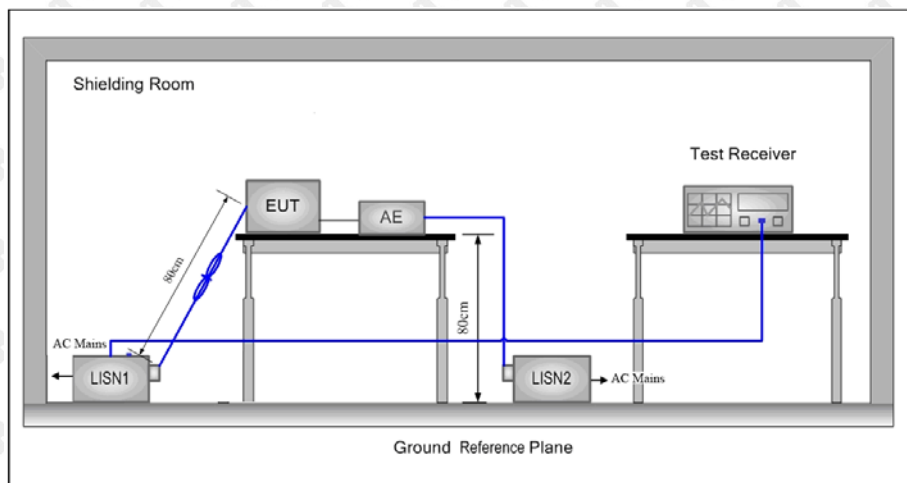 Shielding Room
Test Receiver
EUT
AE
80cm
80cm
AC Mains
LISN1
LISN2
AC Mains
Ground Reference Plane